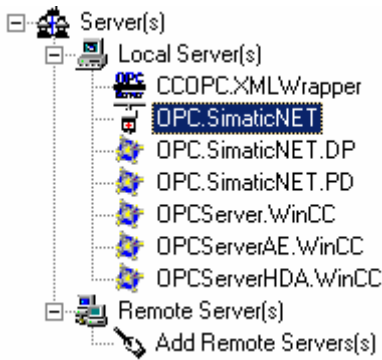 Server(s)
Local Server(s)
CCOPC.XMLWrapper
OPC.SimaticNET
OPC.SimaticNET.DP
OPC.SimaticNET.PD
OPCServer.WinCC
OPCServerAE.WinCC
OPCServerHDA.WinCC
Remote Server(s)
Add Remote Servers(s)